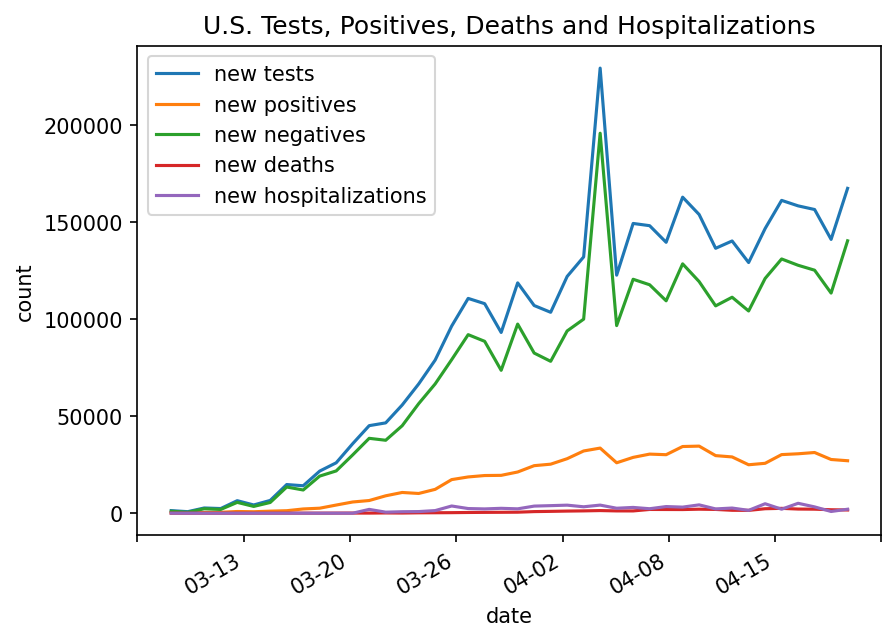 U.S. Tests, Positives, Deaths and Hospitalizations
new tests
new positives
new negatives
new deaths
new hospitalizations
200000
150000
100000
50000
0
count
03-13
03-20
03-26
04-02
04-08
04-15
date